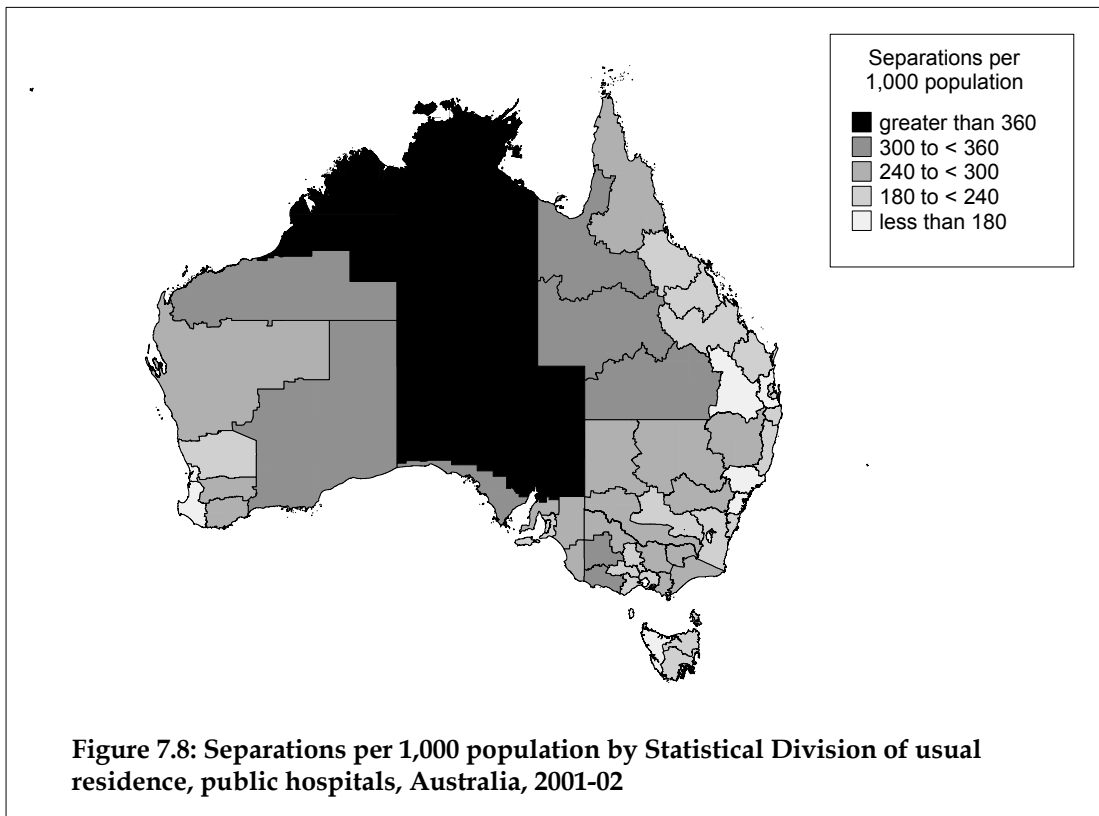 Separations per
1,000 population
greater than 360
300 to < 360
240 to < 300
180 to < 240
less than 180
Figure 7.8: Separations per 1,000 population by Statistical Division of usual
residence, public hospitals, Australia, 2001-02